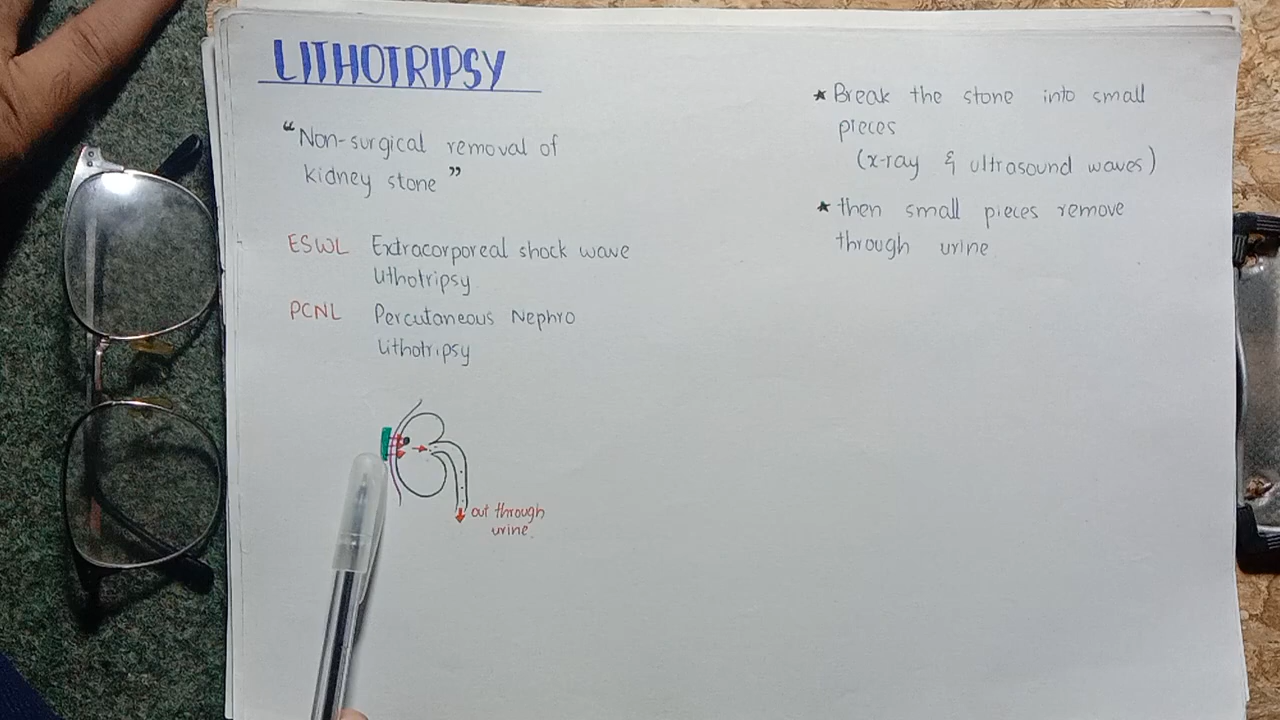 LITHOTRIPSY
"Non-surgical removal of
kidney stone"
ESWL Extracorporeal shock wave
Lithotripsy
PCNL Percutaneous Nephro
Lithotripsy
out through
urine.
* Break the stone into small
pieces
(x-ray & ultrasound waves)
* then small pieces remove
through urine